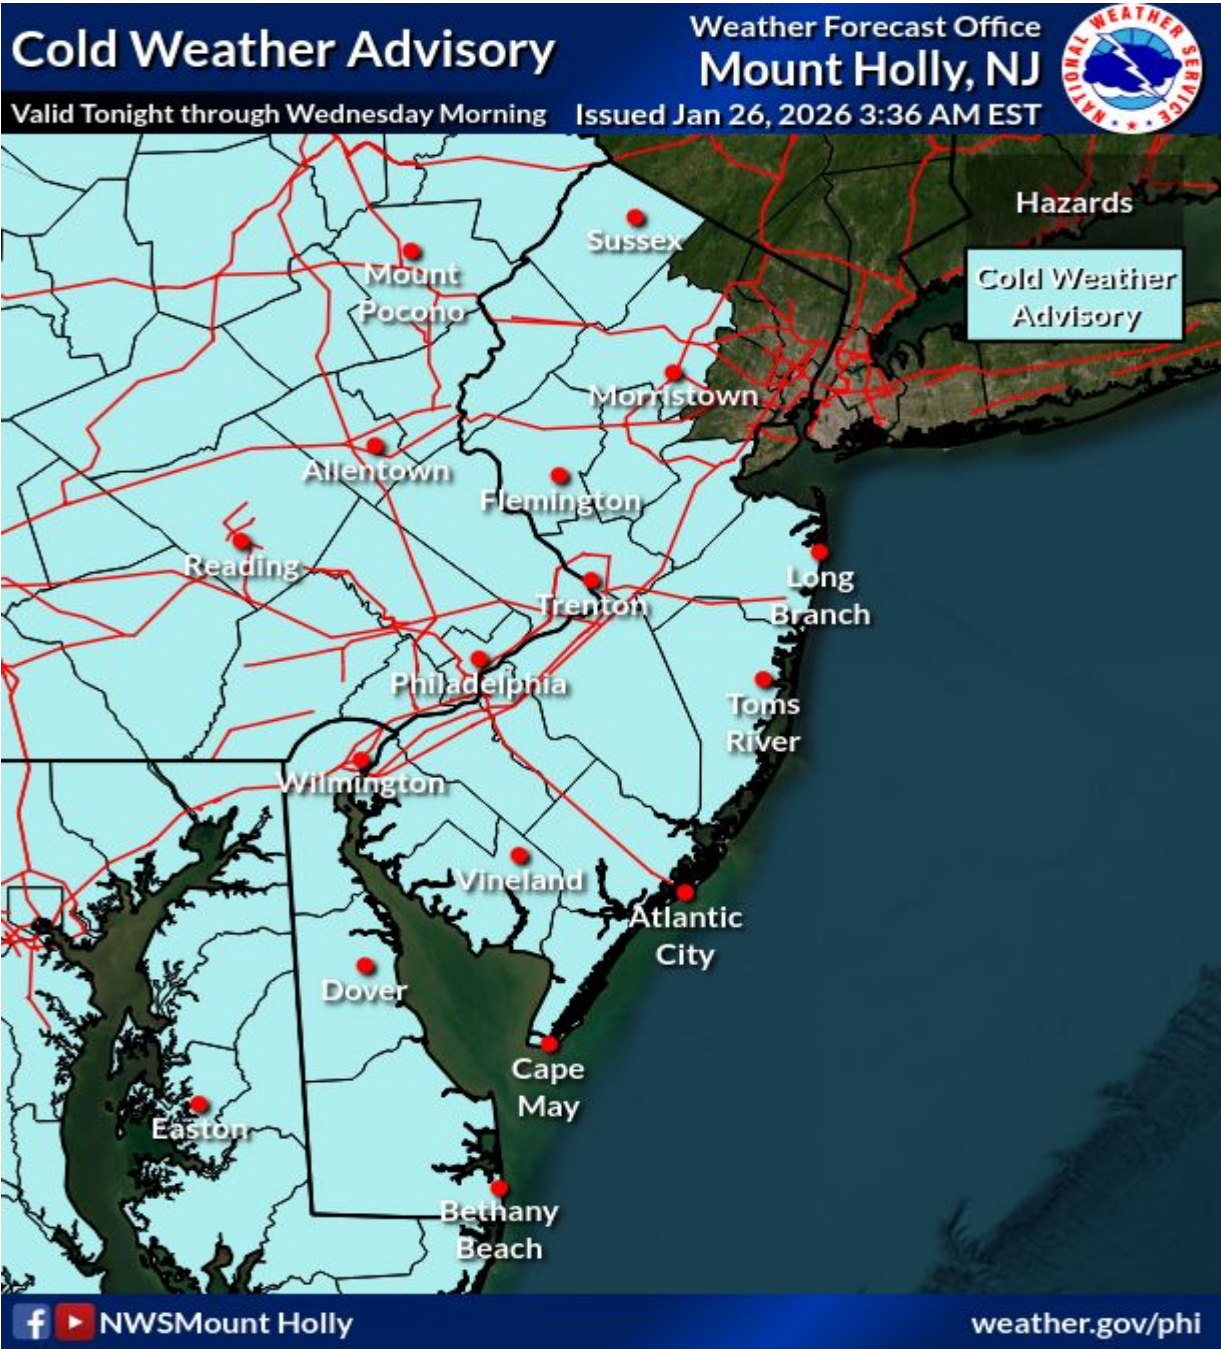 Cold Weather Advisory
Valid Tonight through Wednesday Morning
Weather Forecast Office
Mount Holly, NJ
Issued Jan 26, 2026 3:36 AM EST
NATIONAL WEATHER SERVICE
Hazards
Cold Weather
Advisory
Sussex
Mount
Pocono
Morristown
Allentown
Flemington
Reading
Trenton
Long
Branch
Philadelphia
Toms
River
Wilmington
Vineland
Atlantic
City
Dover
Cape
May
Easton
Bethany
Beach
NWSMount Holly
weather.gov/phi